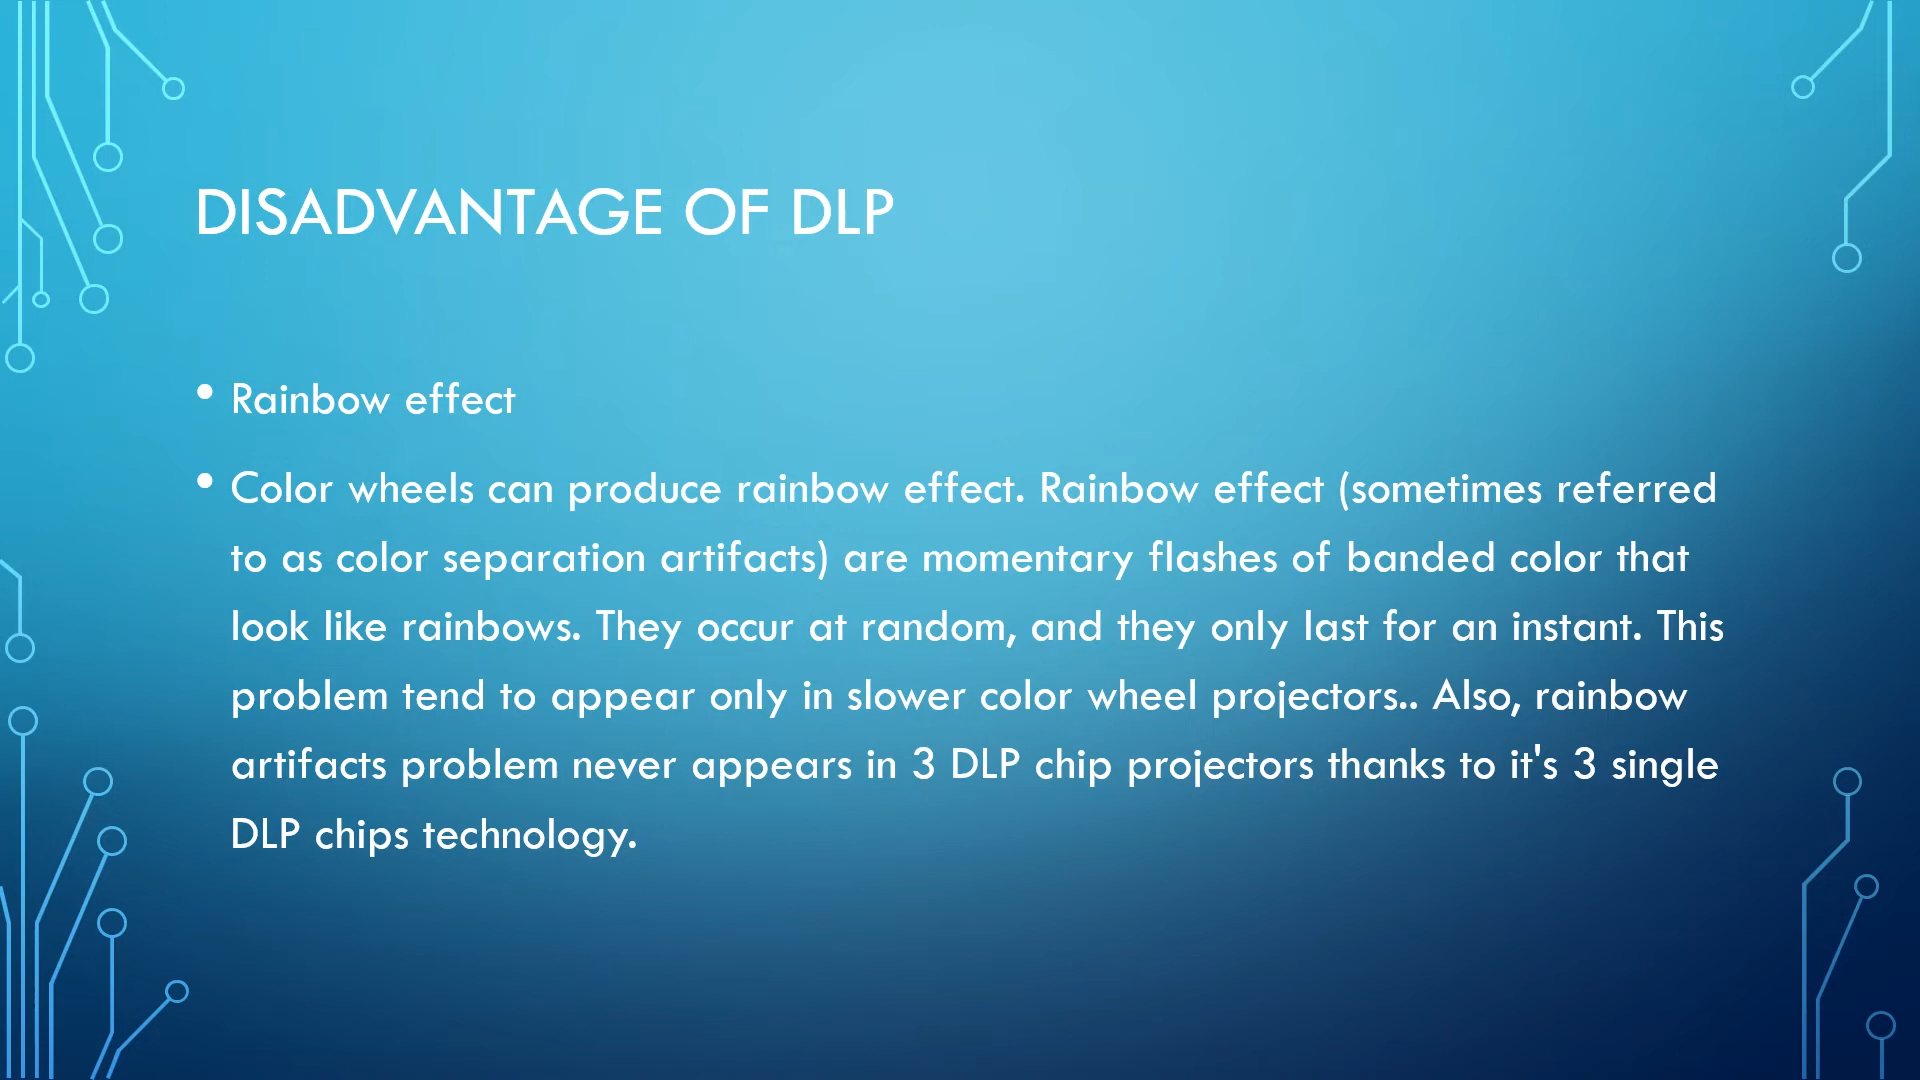 DISADVANTAGE OF DLP
• Rainbow effect
• Color wheels can produce rainbow effect. Rainbow effect (sometimes referred
to as color separation artifacts) are momentary flashes of banded color that
look like rainbows. They occur at random, and they only last for an instant. This
problem tend to appear only in slower color wheel projectors.. Also, rainbow
artifacts problem never appears in 3 DLP chip projectors thanks to it's 3 single
DLP chips technology.